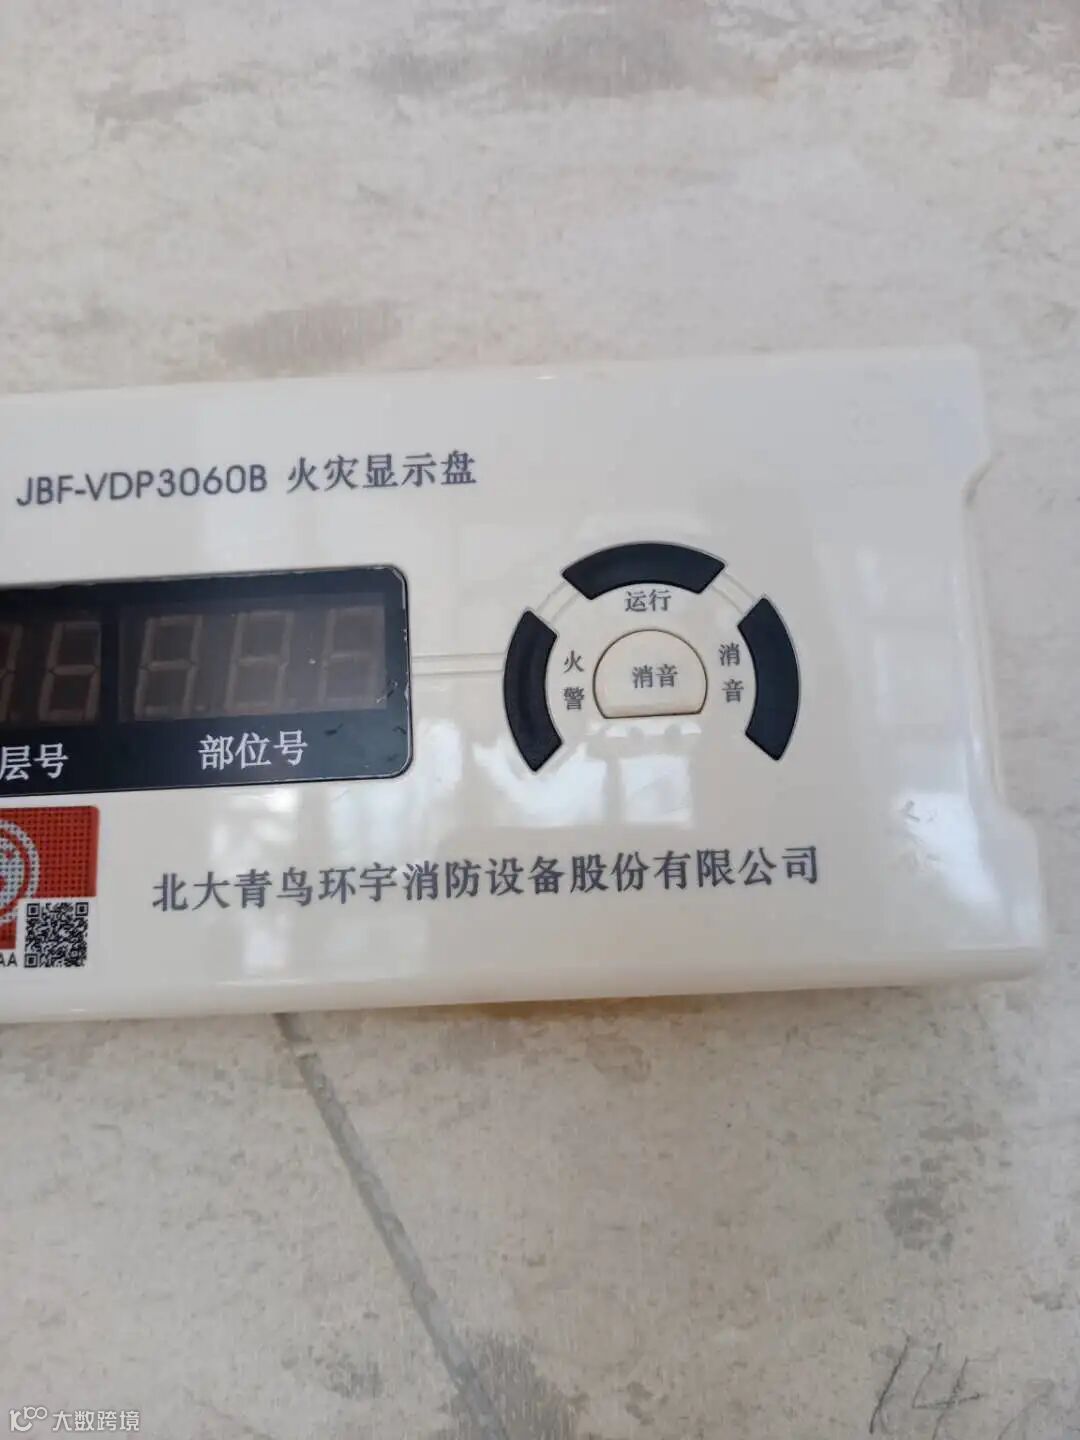 JBF-VDP3060B 火灾显示盘
运行
火警
消音
消音
层号
部位号
北大青鸟环宇消防设备股份有限公司
AA
14
大数跨境